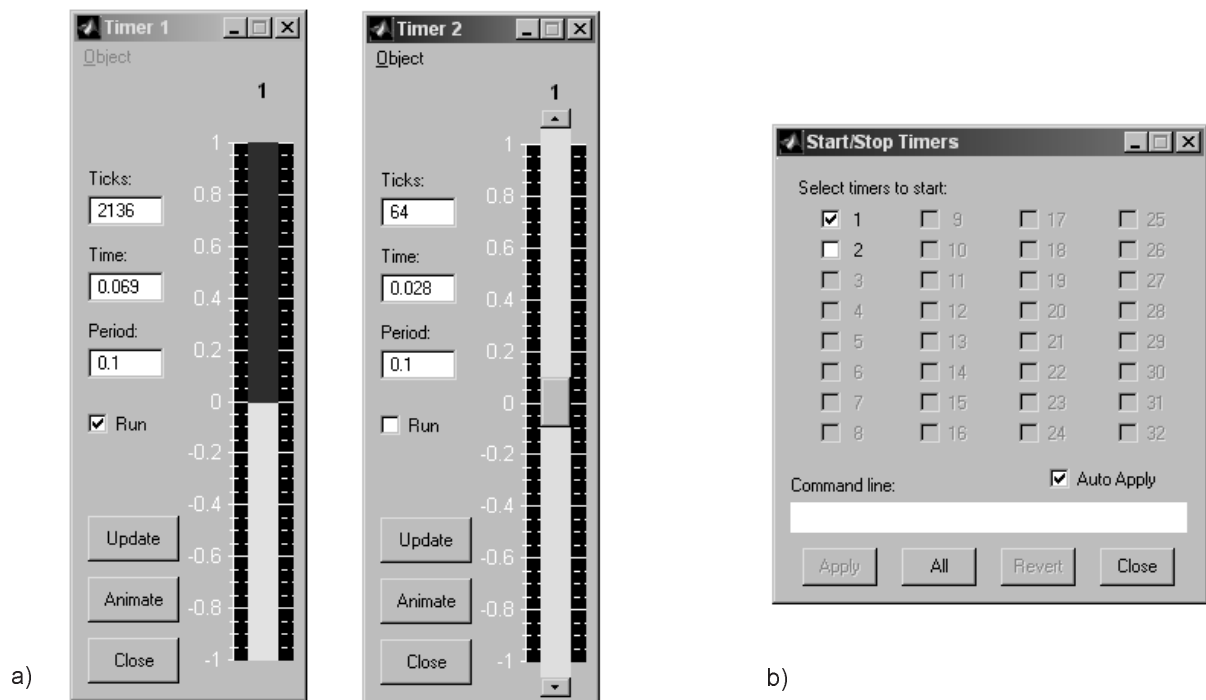 Timer 1
Object
1
1
Ticks:
2136
0.8
0.6
Time:
0.069
0.4
Period:
0.1
0.2
0
Run
-0.2
-0.4
Update
-0.6
Animate
-0.8
Close
-1
a)
Timer 2
Object
1
1
Ticks:
64
0.8
0.6
Time:
0.028
0.4
Period:
0.1
0.2
0
Run
-0.2
-0.4
Update
-0.6
Animate
-0.8
Close
-1
Start/Stop Timers
Select timers to start:
1 9 17 25
2 10 18 26
3 11 19 27
4 12 20 28
5 13 21 29
6 14 22 30
7 15 23 31
8 16 24 32
Command line: Auto Apply
Apply All Revert Close
b)